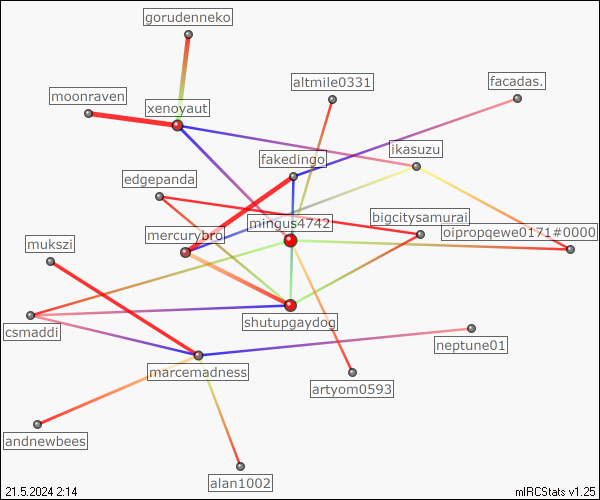 gorudenneko
altmile0331
facadas.
moonraven
xenoyaut
ikasuzu
fakedingo
edgepanda
mingus4742
bigcitysamurai
mercurybro
oipropqewe0171#0000
mukszi
csmaddi
shutupgaydog
neptune01
marcemadness
artyom0593
andnewbees
alan1002
21.5.2024 2:14
mIRCStats v1.25